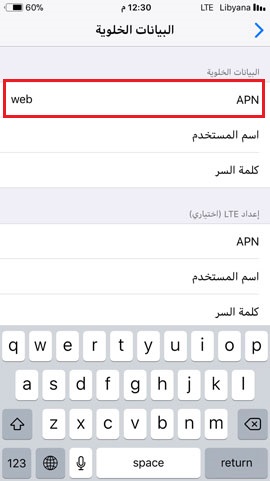 60% 12:30 م LTE Libyana
البيانات الخلوية
البيانات الخلوية
APN web
اسم المستخدم
كلمة السر
إعداد LTE (اختياري)
APN
اسم المستخدم
كلمة السر
q w e r t y u i o p
a s d f g h j k l
z x c v b n m
123 space return